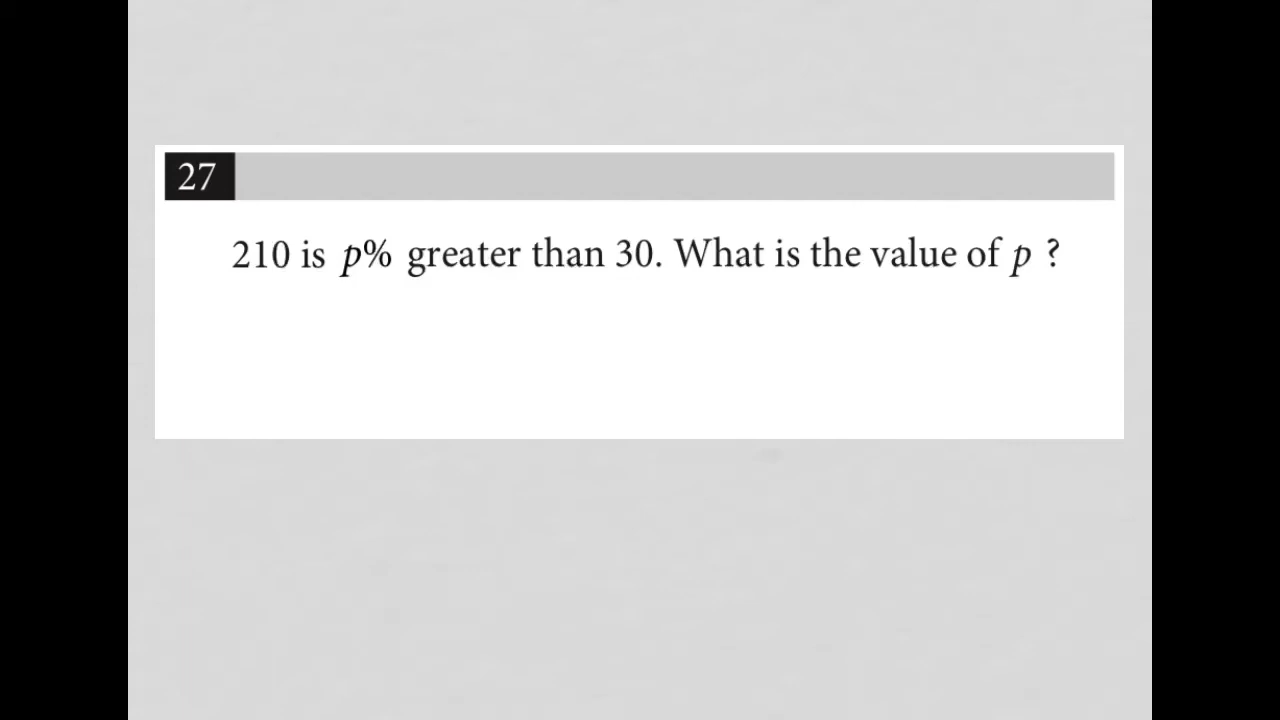 27
210 is p% greater than 30. What is the value of p ?